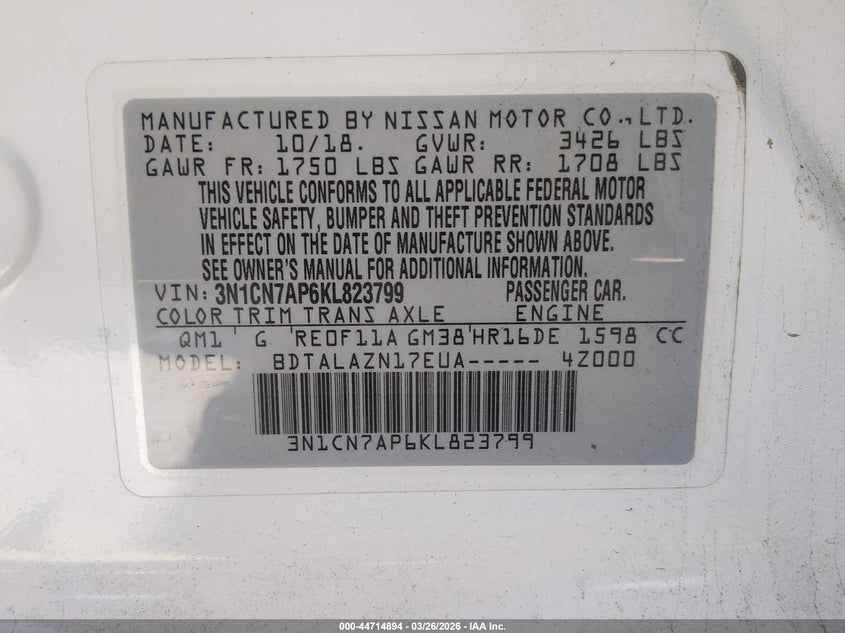 MANUFACTURED BY NISSAN MOTOR CO., LTD.
DATE: 10/18. GVWR: 3426 LBS
GAWR FR: 1750 LBS GAWR RR: 1708 LBS
THIS VEHICLE CONFORMS TO ALL APPLICABLE FEDERAL MOTOR
VEHICLE SAFETY, BUMPER AND THEFT PREVENTION STANDARDS
IN EFFECT ON THE DATE OF MANUFACTURE SHOWN ABOVE.
SEE OWNER'S MANUAL FOR ADDITIONAL INFORMATION.
VIN: 3N1CN7AP6KL823799 PASSENGER CAR.
COLOR TRIM TRANS AXLE ENGINE
QM1 ' G 'RE0F11A GM38'HR16DE 1598 CC
MODEL: BDTALAZN17EUA----- 4Z000
3N1CN7AP6KL823799
000-44714894 | 03/26/2026 - IAA Inc.